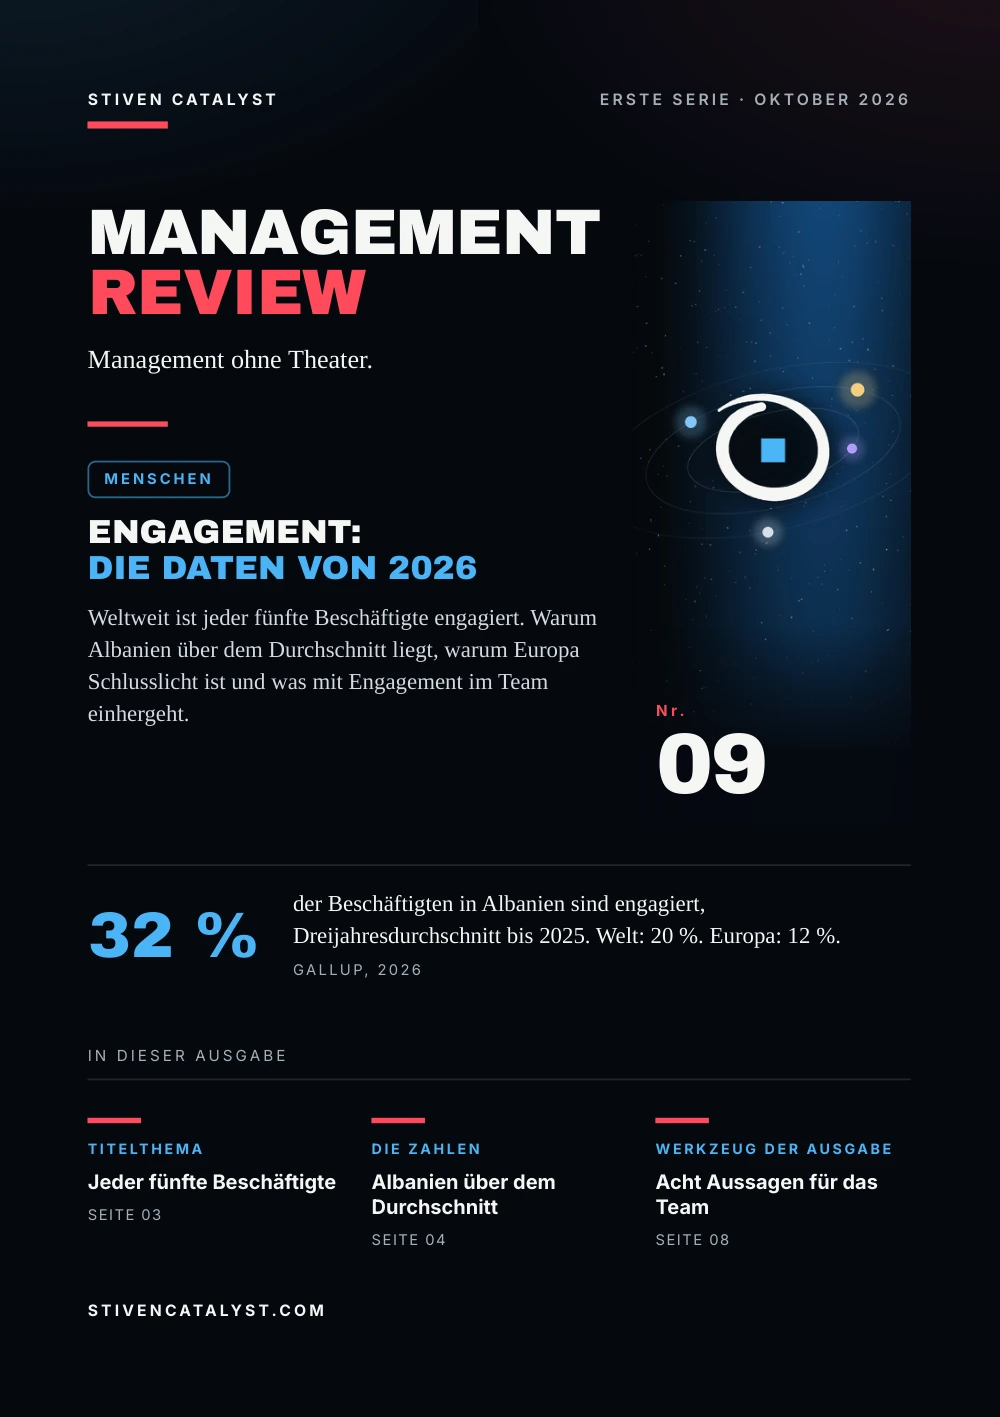 STIVEN CATALYST
ERSTE SERIE · OKTOBER 2026
MANAGEMENT
REVIEW
Management ohne Theater.
MENSCHEN
ENGAGEMENT:
DIE DATEN VON 2026
Weltweit ist jeder fünfte Beschäftigte engagiert. Warum
Albanien über dem Durchschnitt liegt, warum Europa
Schlusslicht ist und was mit Engagement im Team
einhergeht.
Nr.
09
32 %
der Beschäftigten in Albanien sind engagiert,
Dreijahresdurchschnitt bis 2025. Welt: 20 %. Europa: 12 %.
GALLUP, 2026
IN DIESER AUSGABE
TITELTHEMA
Jeder fünfte Beschäftigte
SEITE 03
DIE ZAHLEN
Albanien über dem
Durchschnitt
SEITE 04
WERKZEUG DER AUSGABE
Acht Aussagen für das
Team
SEITE 08
STIVENCATALYST.COM